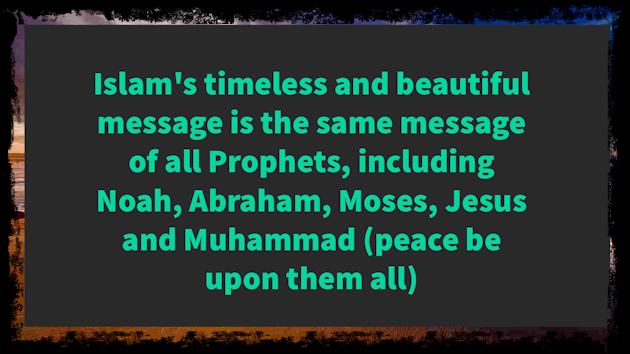 Islam's timeless and beautiful
message is the same message
of all Prophets, including
Noah, Abraham, Moses, Jesus
and Muhammad (peace be
upon them all)